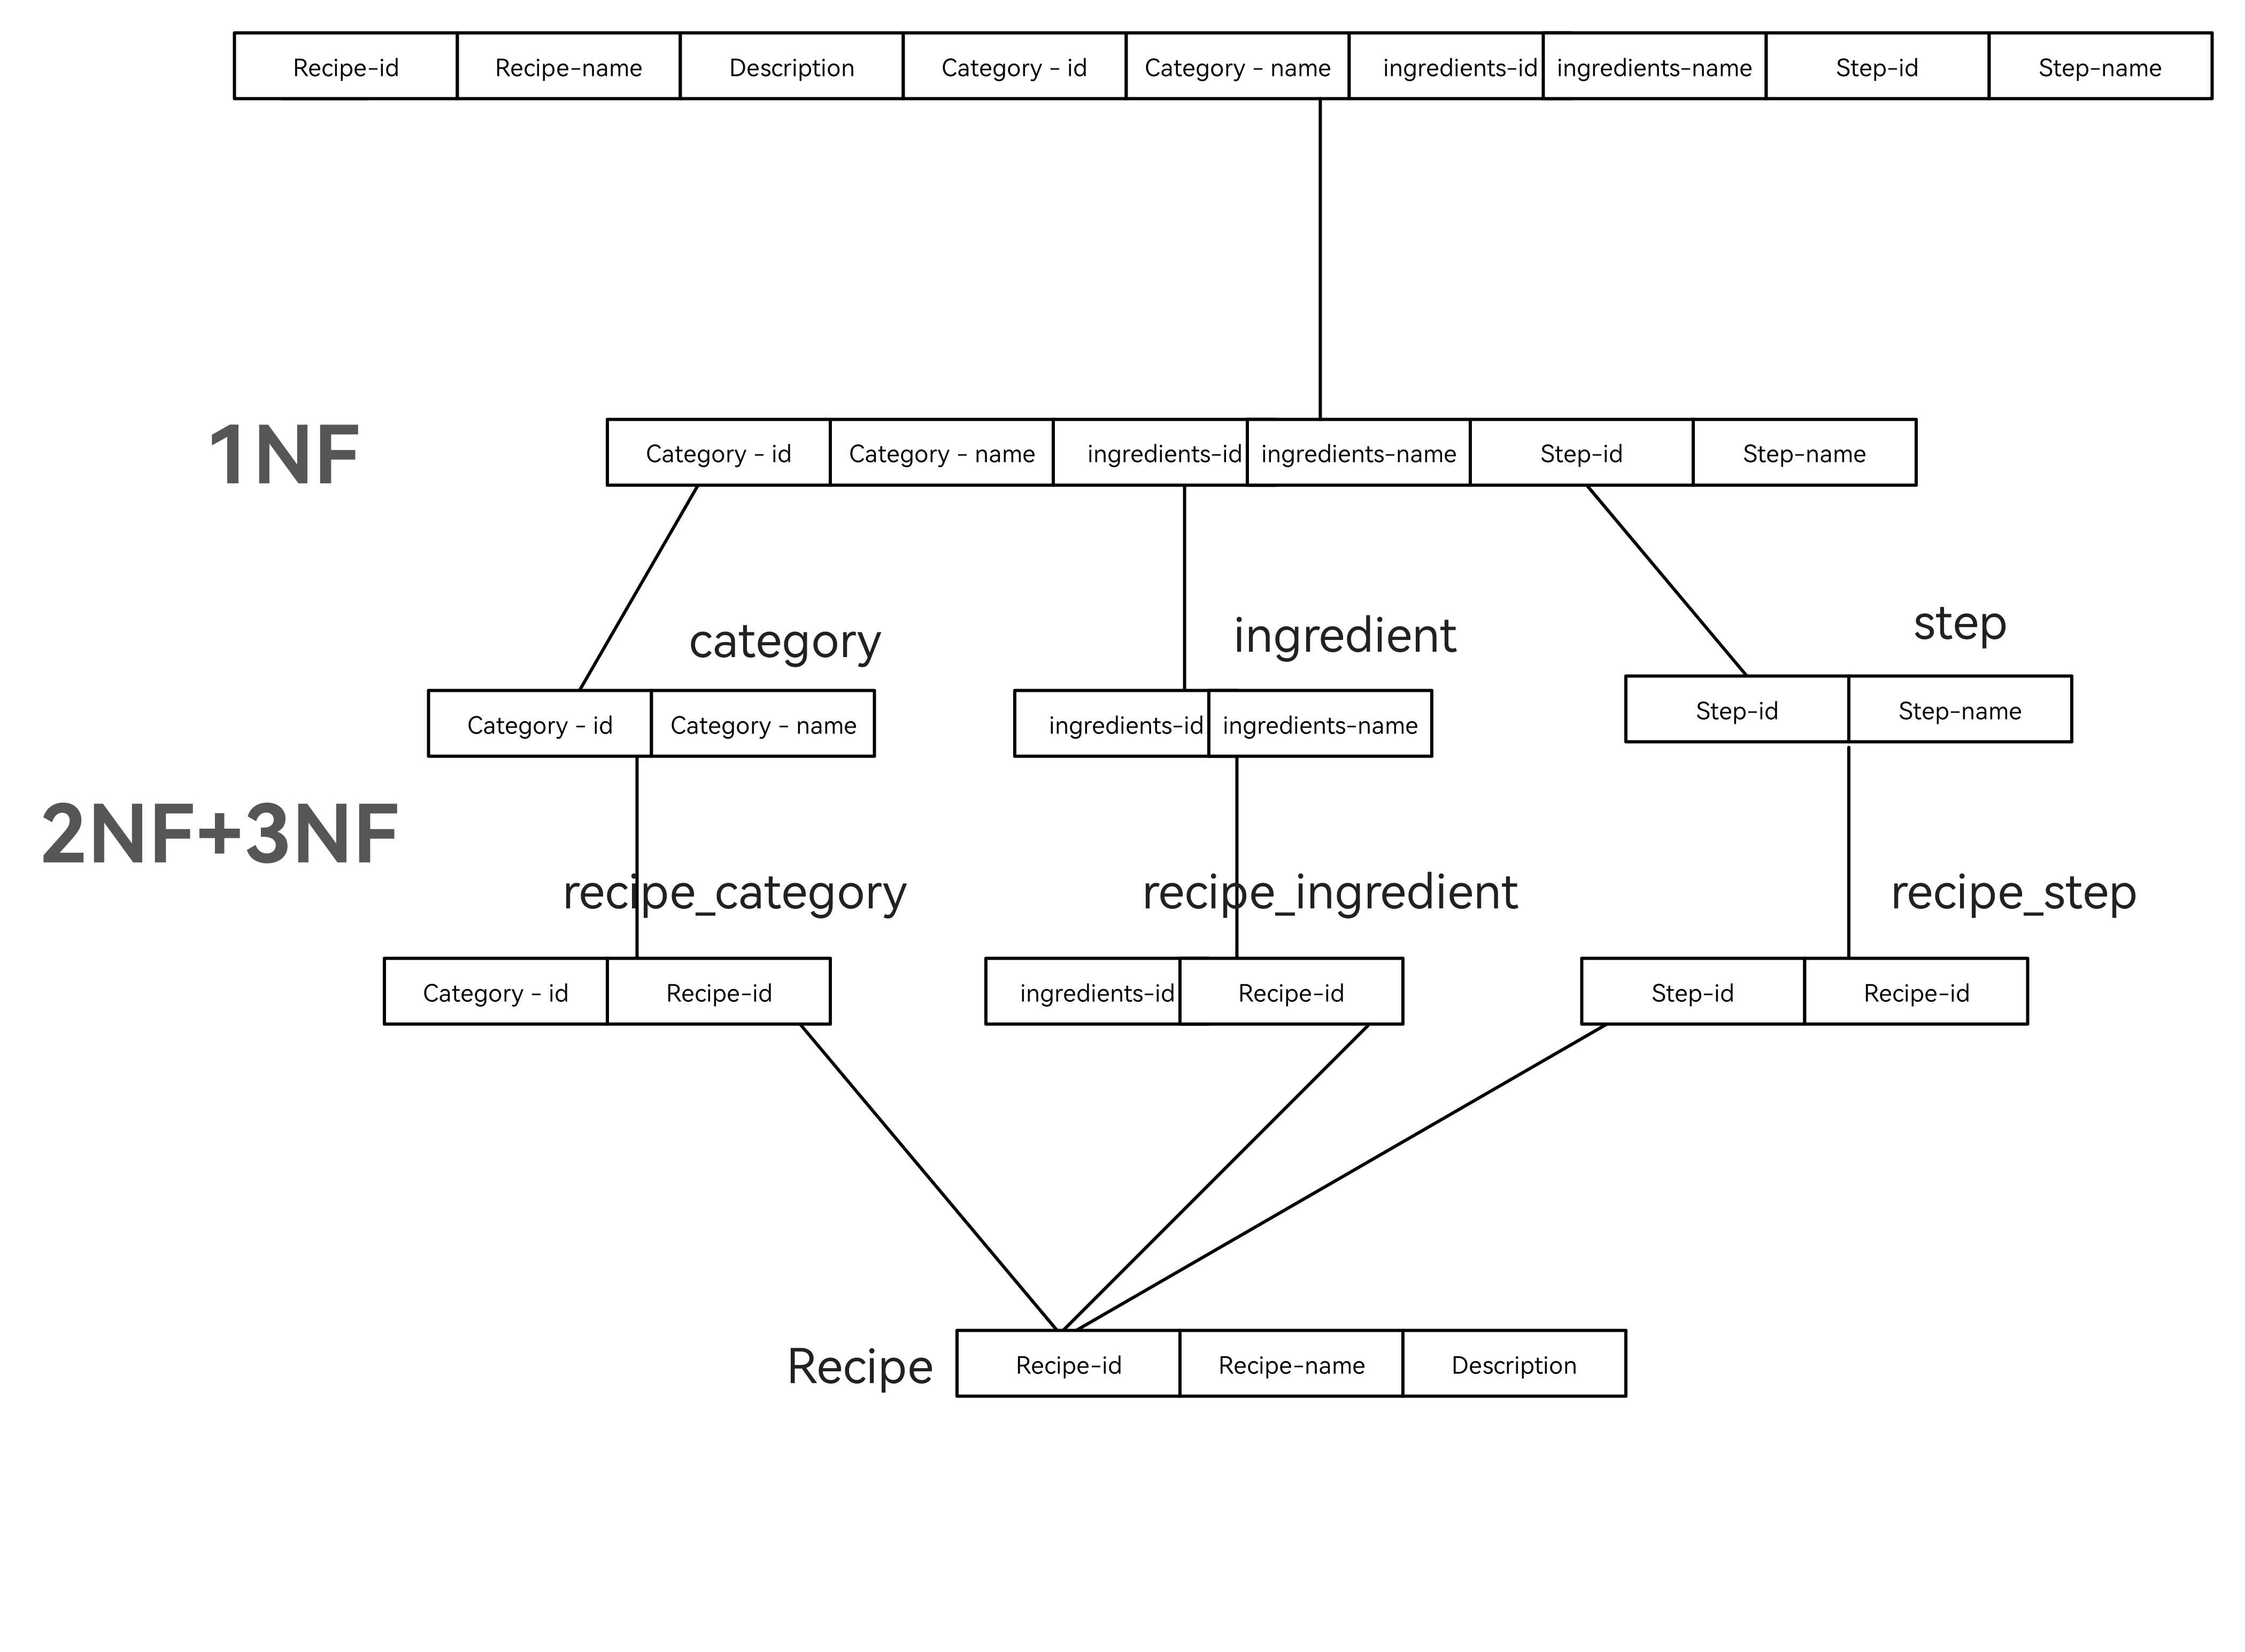 Recipe-id Recipe-name Description Category - id Category - name ingredients-id ingredients-name Step-id Step-name
1NF
Category - id Category - name ingredients-id ingredients-name Step-id Step-name
category ingredient step
Category - id Category - name ingredients-id ingredients-name Step-id Step-name
2NF+3NF
recipe_category recipe_ingredient recipe_step
Category - id Recipe-id ingredients-id Recipe-id Step-id Recipe-id
Recipe Recipe-id Recipe-name Description